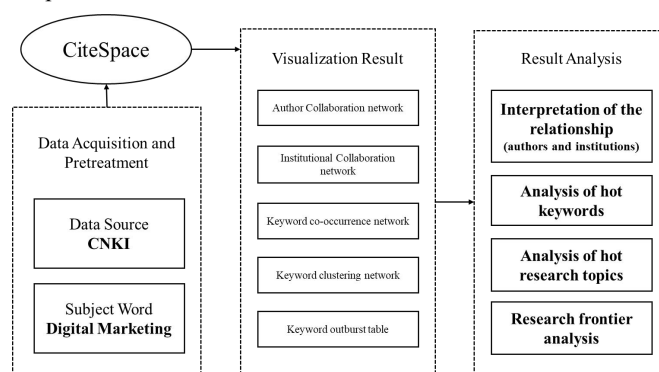 CiteSpace
Data Acquisition and
Pretreatment
Data Source
CNKI
Subject Word
Digital Marketing
Visualization Result
Author Collaboration network
Institutional Collaboration
network
Keyword co-occurrence network
Keyword clustering network
Keyword outburst table
Result Analysis
Interpretation of the
relationship
(authors and institutions)
Analysis of hot
keywords
Analysis of hot
research topics
Research frontier
analysis